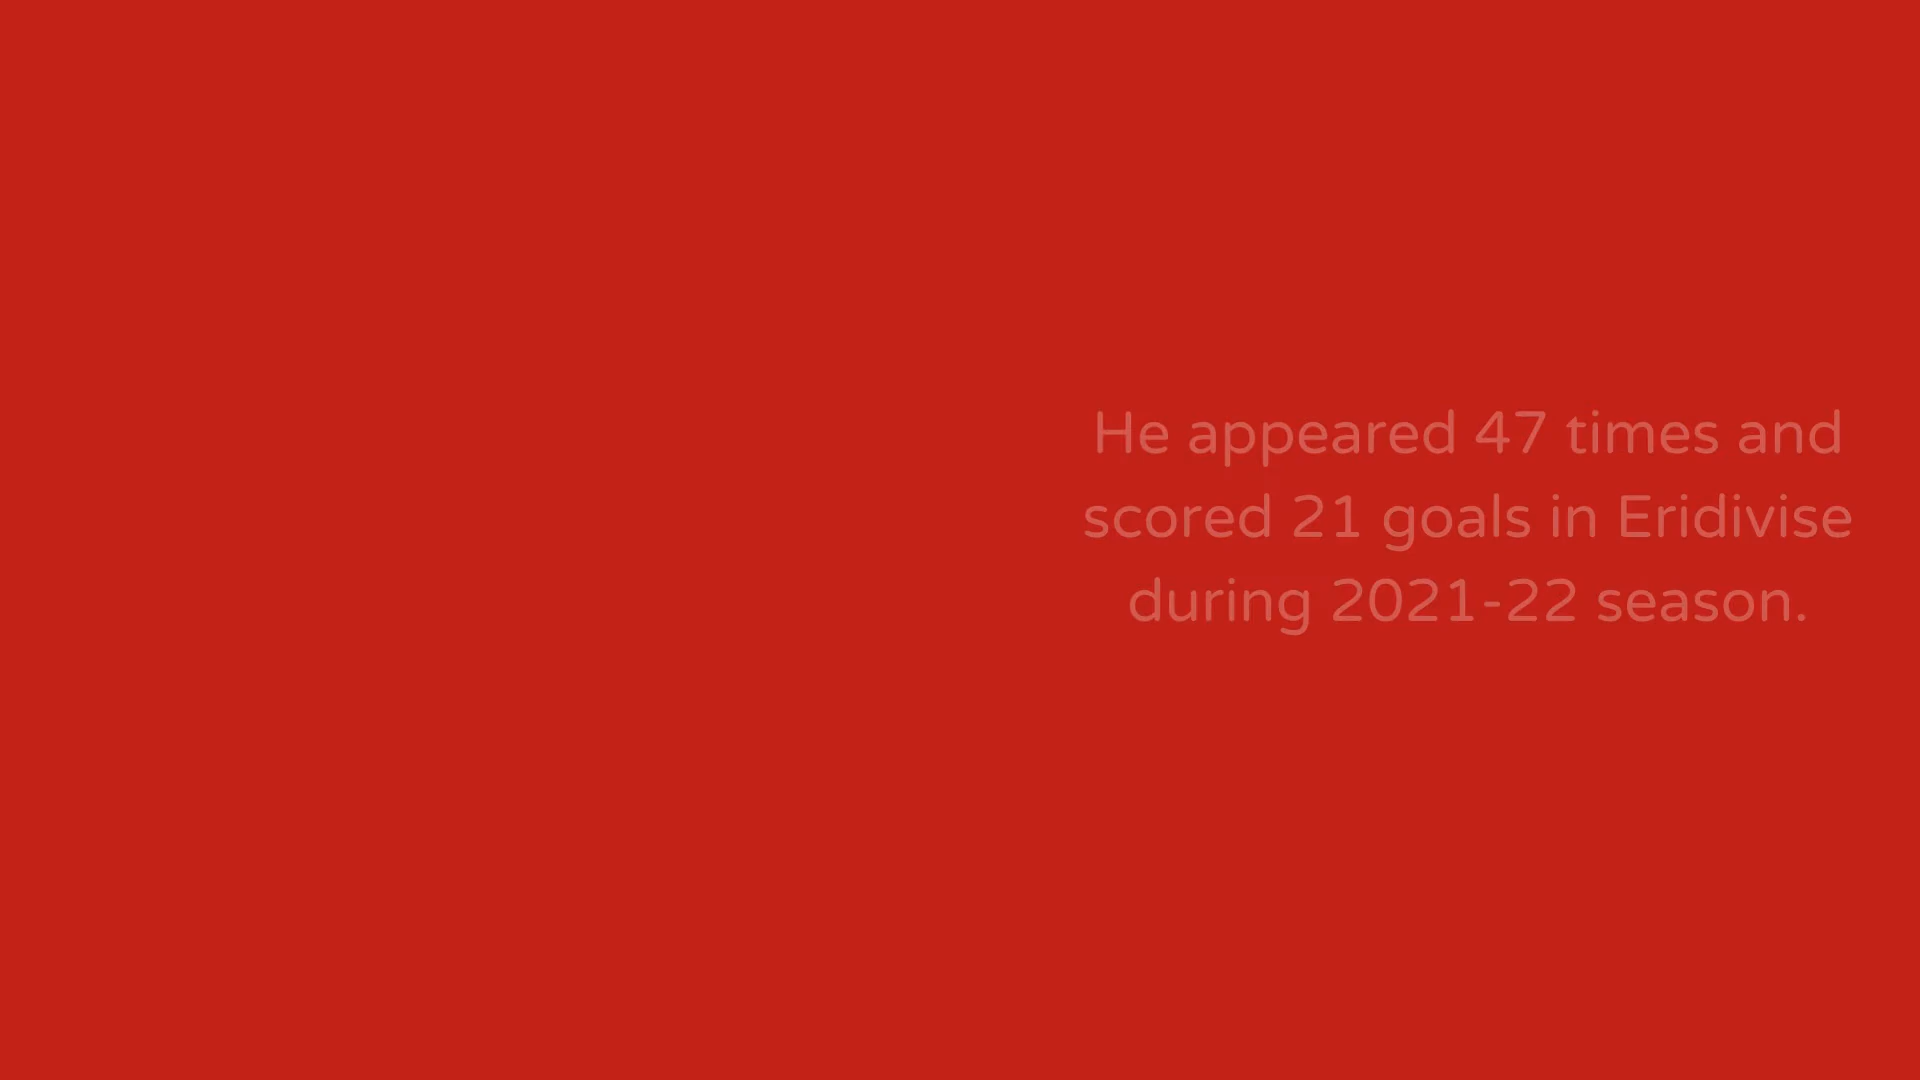 He appeared 47 times and
scored 21 goals in Eridivise
during 2021-22 season.